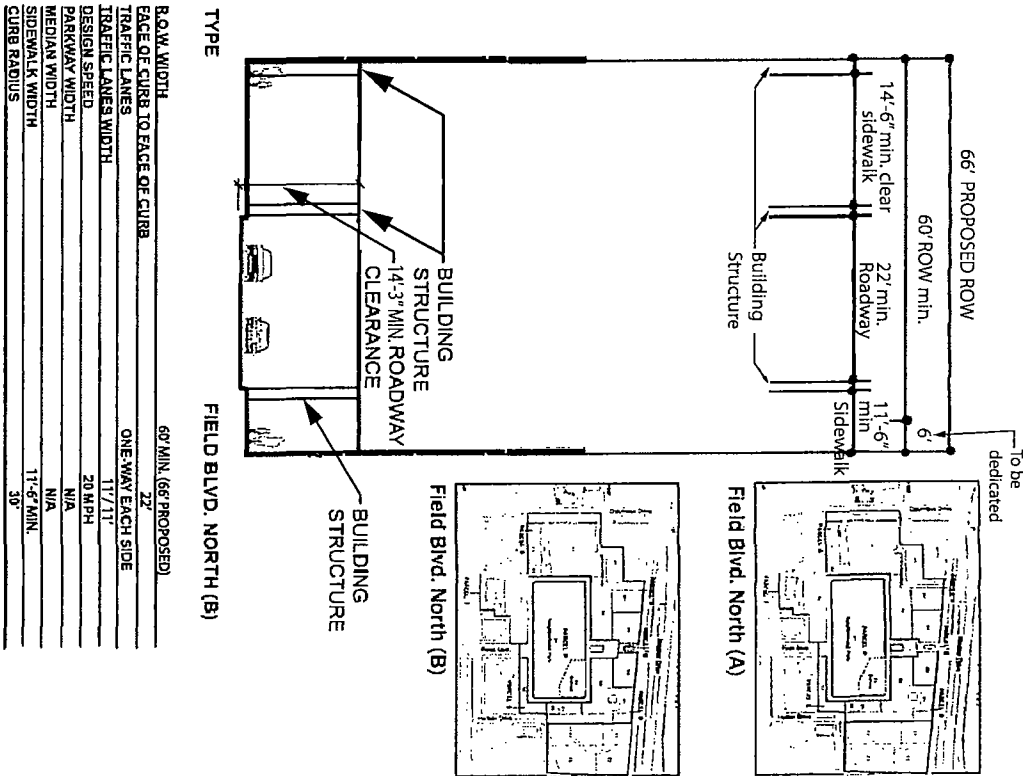 66' PROPOSED ROW
60' ROW min.
6'
To be
dedicated
14'-6" min. clear
sidewalk
22' min.
Roadway
11'-6"
min
Sidewalk
Building
Structure
BUILDING
STRUCTURE
14'-3" MIN. ROADWAY
CLEARANCE
BUILDING
STRUCTURE
Field Blvd. North (A)
Field Blvd. North (B)
TYPE FIELD BLVD. NORTH (B)
R.O.W. WIDTH 60' MIN. (66' PROPOSED)
FACE OF CURB TO FACE OF CURB 22'
TRAFFIC LANES ONE-WAY EACH SIDE
TRAFFIC LANES WIDTH 11'/11'
DESIGN SPEED 20 MPH
PARKWAY WIDTH N/A
MEDIAN WIDTH N/A
SIDEWALK WIDTH 11'-6" MIN.
CURB RADIUS 30'